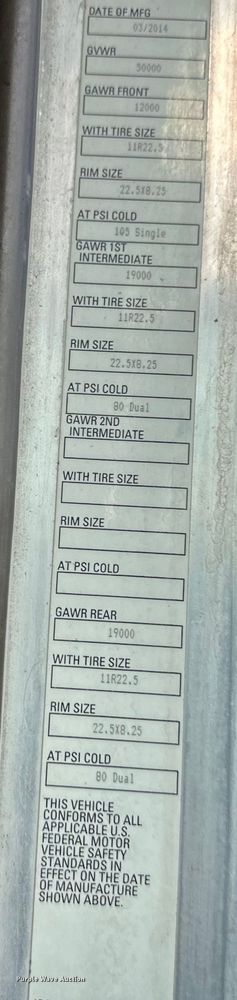 DATE OF MFG
03/2014
GVWR
50000
GAWR FRONT
12000
WITH TIRE SIZE
11R22.5
RIM SIZE
22.5X8.25
AT PSI COLD
105 Single
GAWR 1ST
INTERMEDIATE
19000
WITH TIRE SIZE
11R22.5
RIM SIZE
22.5X8.25
AT PSI COLD
80 Dual
GAWR 2ND
INTERMEDIATE
WITH TIRE SIZE
RIM SIZE
AT PSI COLD
GAWR REAR
19000
WITH TIRE SIZE
11R22.5
RIM SIZE
22.5X8.25
AT PSI COLD
80 Dual
THIS VEHICLE
CONFORMS TO ALL
APPLICABLE U.S.
FEDERAL MOTOR
VEHICLE SAFETY
STANDARDS IN
EFFECT ON THE DATE
OF MANUFACTURE
SHOWN ABOVE.
Purple Wave Auction